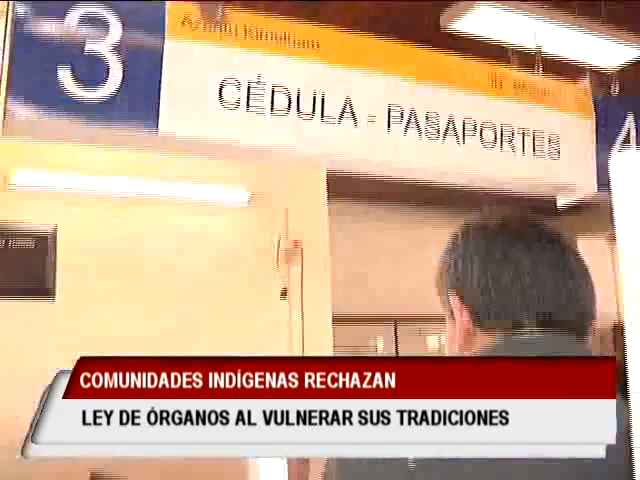 3
CÉDULA - PASAPORTES
COMUNIDADES INDÍGENAS RECHAZAN
LEY DE ÓRGANOS AL VULNERAR SUS TRADICIONES